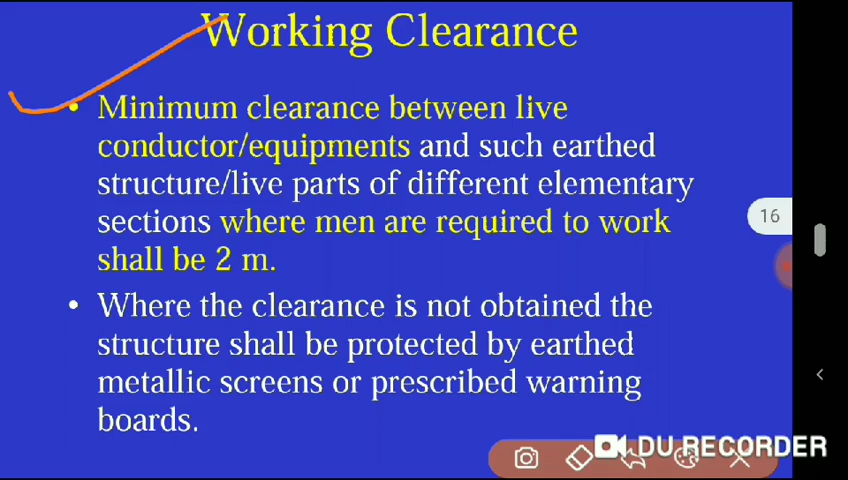 Working Clearance
• Minimum clearance between live
conductor/equipments and such earthed
structure/live parts of different elementary
sections where men are required to work
shall be 2 m.
16
• Where the clearance is not obtained the
structure shall be protected by earthed
metallic screens or prescribed warning
boards.
DU RECORDER